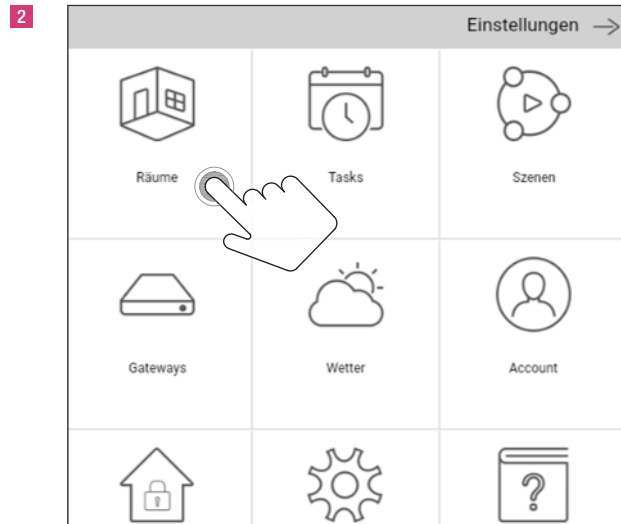 2
Einstellungen
Räume
Tasks
Szenen
Gateways
Wetter
Account
?